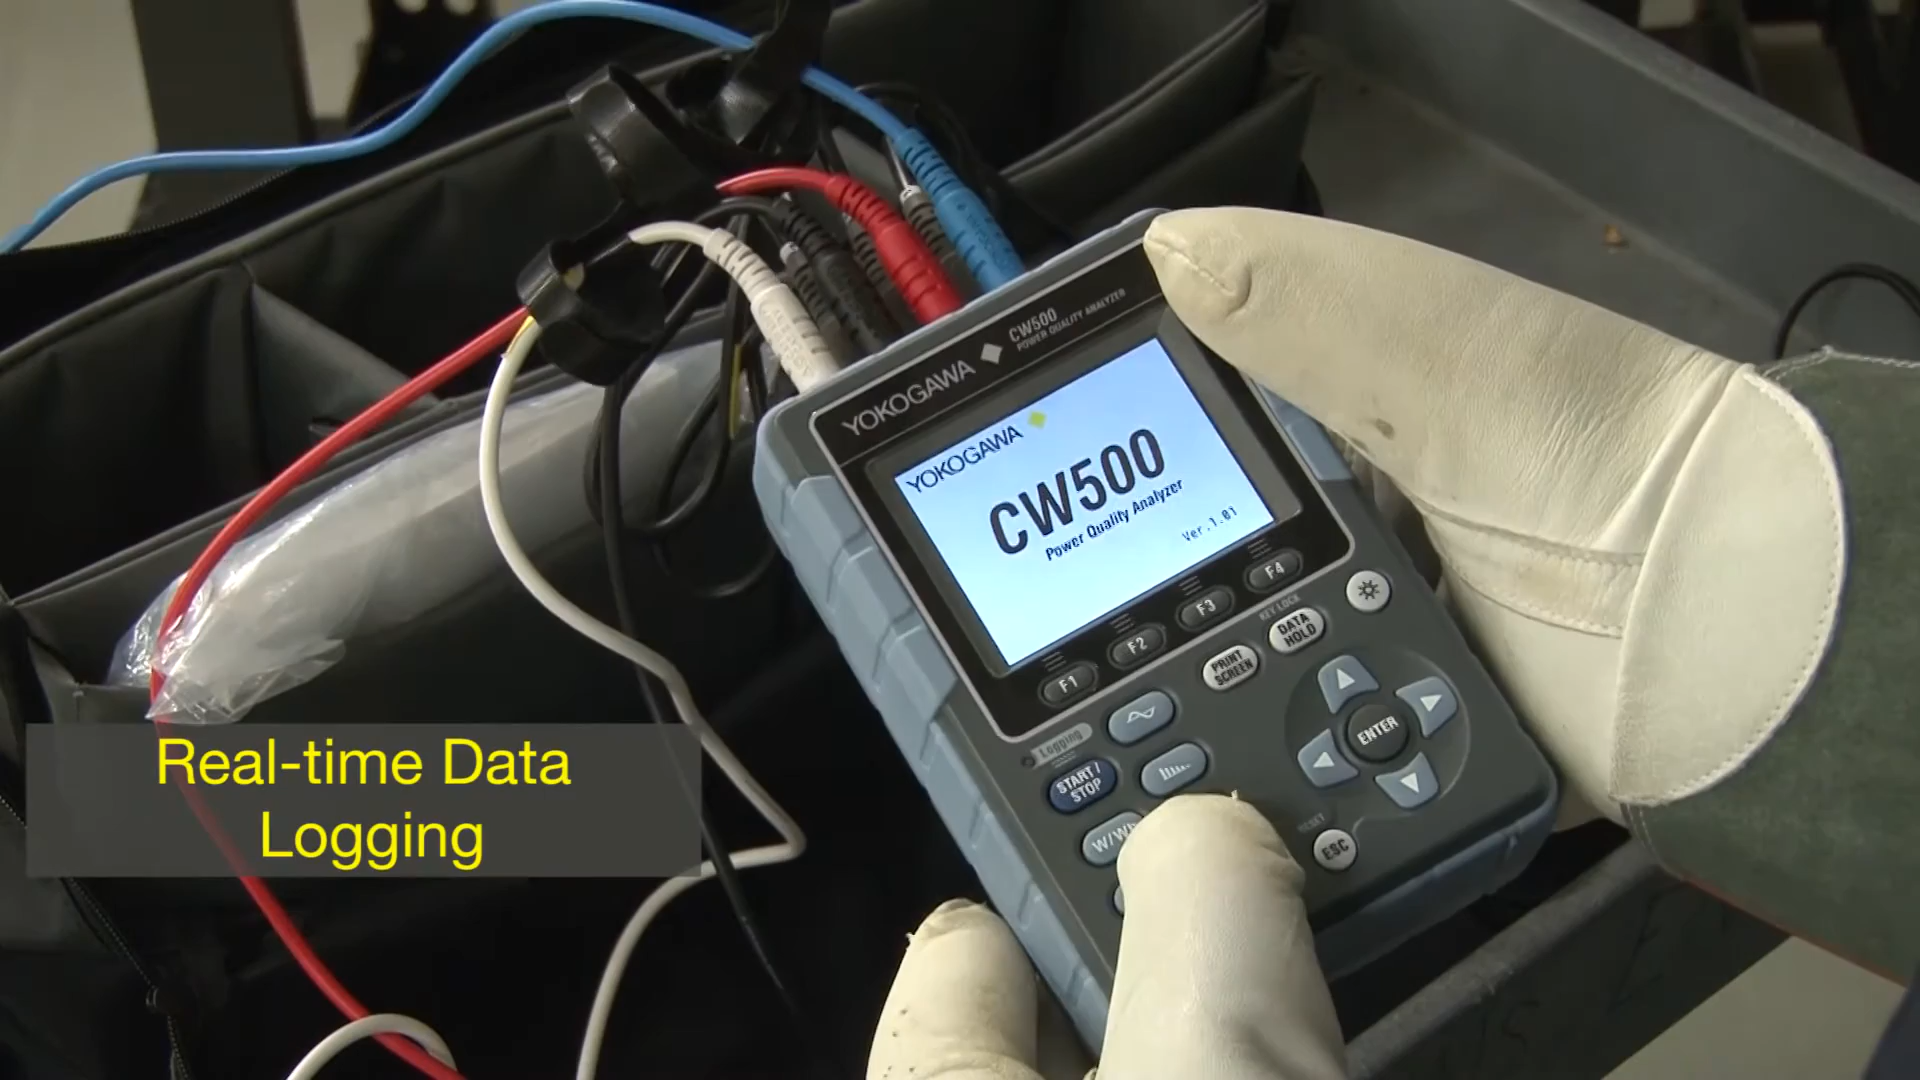 YOKOGAWA
CW500
POWER QUALITY ANALYZER
YOKOGAWA
CW500
Power Quality Analyzer
Ver.1.01
F1
F2
F3
F4
KEY LOCK
DATA
HOLD
PRINT
SCREEN
Logging
START /
STOP
ENTER
RESET
ESC
Real-time Data
Logging